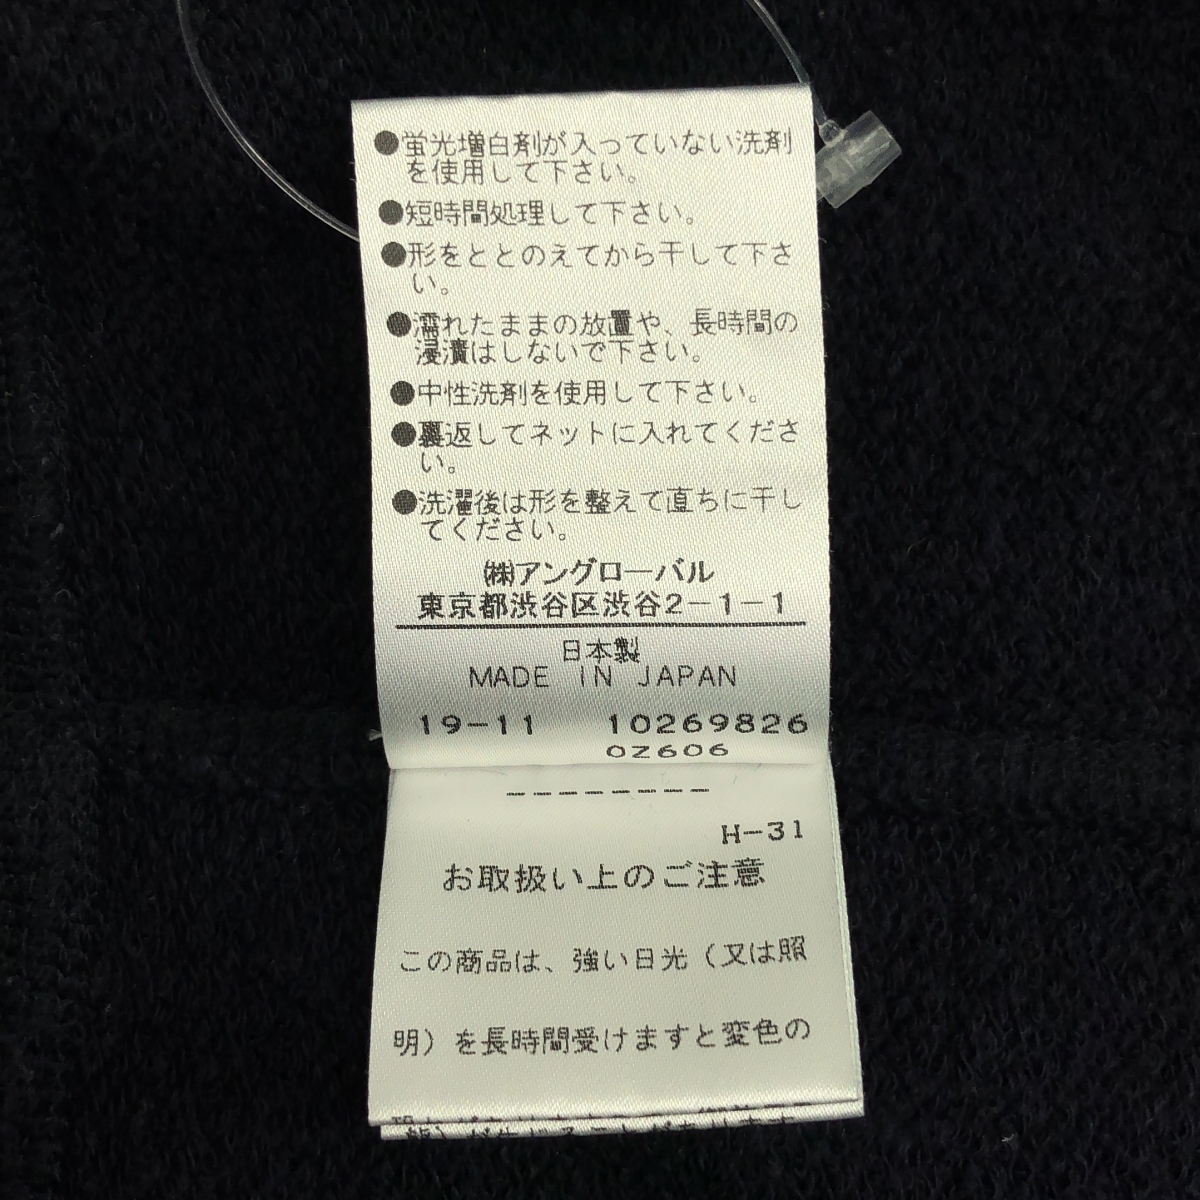 ●蛍光増白剤が入っていない洗剤
を使用して下さい。
●短時間処理して下さい。
●形をととのえてから干して下さ
い。
●濡れたままの放置や、長時間の
浸漬はしないで下さい。
●中性洗剤を使用して下さい。
●裏返してネットに入れてくださ
い。
●洗濯後は形を整えて直ちに干し
てください。
㈱アングローバル
東京都渋谷区渋谷2-1-1
日本製
MADE IN JAPAN
19-11 10269826
OZ606
--------
H-31
お取扱い上のご注意
この商品は、強い日光(又は照
明)を長時間受けますと変色の